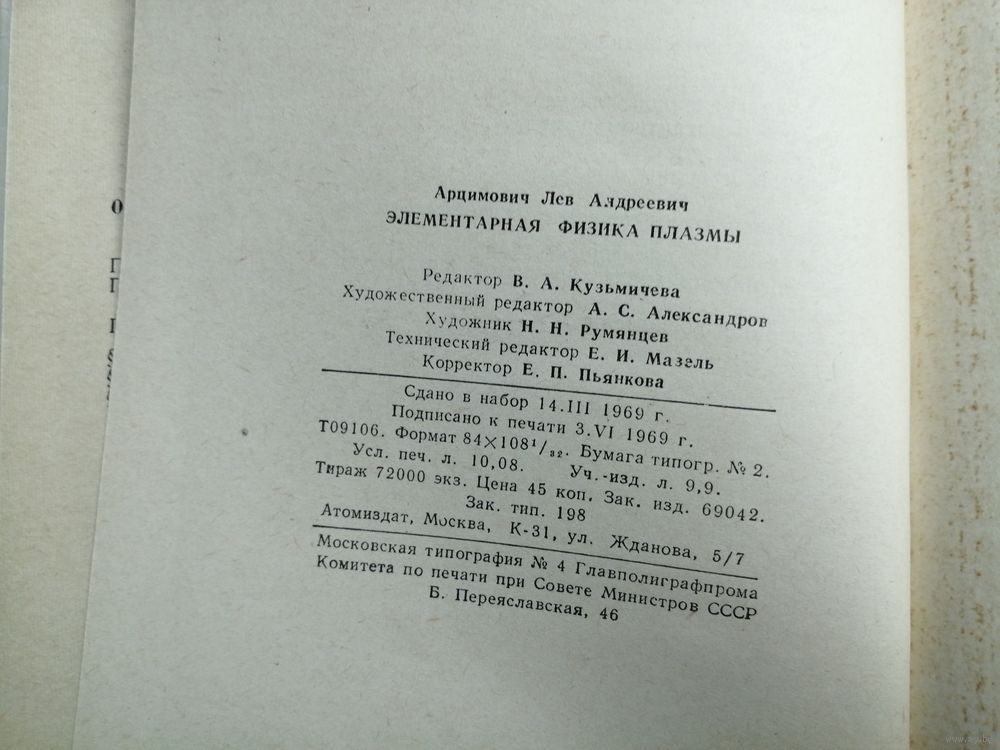 Арцимович Лев Андреевич
ЭЛЕМЕНТАРНАЯ ФИЗИКА ПЛАЗМЫ
Редактор В. А. Кузьмичева
Художественный редактор А. С. Александров
Художник Н. Н. Румянцев
Технический редактор Е. И. Мазель
Корректор Е. П. Пьянкова
Сдано в набор 14.III 1969 г.
Подписано к печати 3.VI 1969 г.
Т09106. Формат 84×108¹/₃₂. Бумага типогр. № 2.
Усл. печ. л. 10,08. Уч.-изд. л. 9,9.
Тираж 72000 экз. Цена 45 коп. Зак. изд. 69042.
Зак. тип. 198
Атомиздат, Москва, К-31, ул. Жданова, 5/7
Московская типография № 4 Главполиграфпрома
Комитета по печати при Совете Министров СССР
Б. Переяславская, 46